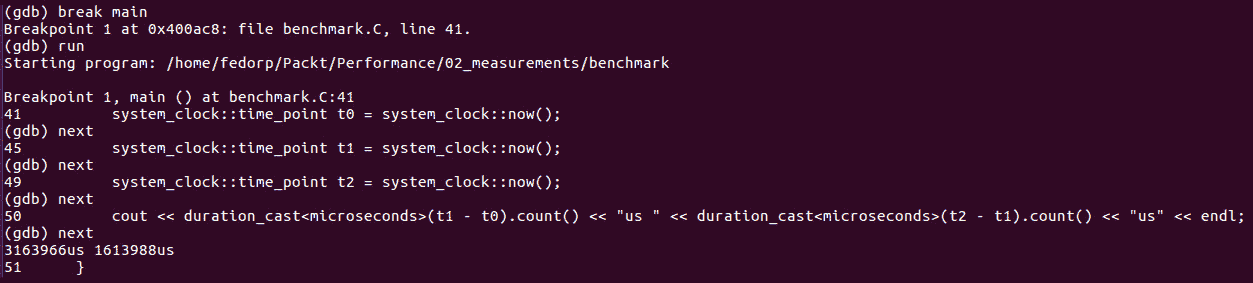 (gdb) break main
Breakpoint 1 at 0x400ac8: file benchmark.C, line 41.
(gdb) run
Starting program: /home/fedorp/Packt/Performance/02_measurements/benchmark

Breakpoint 1, main () at benchmark.C:41
41          system_clock::time_point t0 = system_clock::now();
(gdb) next
45          system_clock::time_point t1 = system_clock::now();
(gdb) next
49          system_clock::time_point t2 = system_clock::now();
(gdb) next
50          cout << duration_cast<microseconds>(t1 - t0).count() << "us " << duration_cast<microseconds>(t2 - t1).count() << "us" << endl;
(gdb) next
3163966us 1613988us
51      }